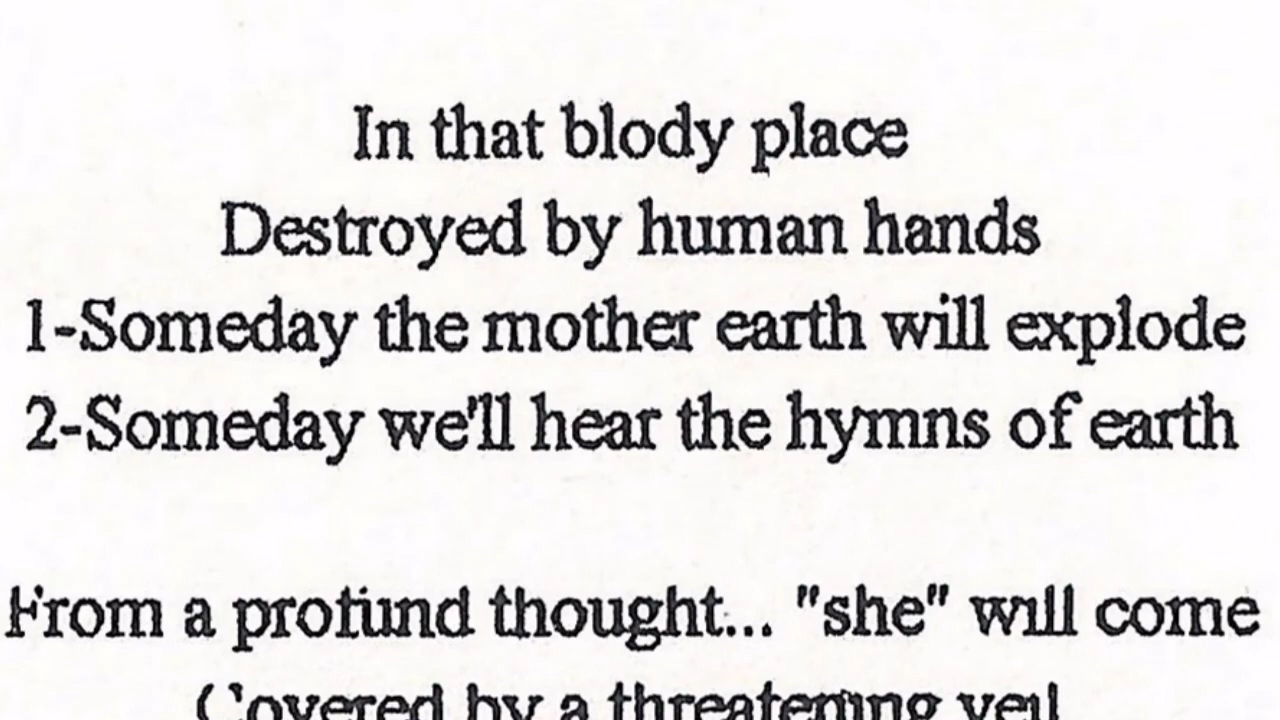 In that blody place
Destroyed by human hands
1-Someday the mother earth will explode
2-Someday we'll hear the hymns of earth
From a profund thought... "she" will come
Covered by a threatening veil